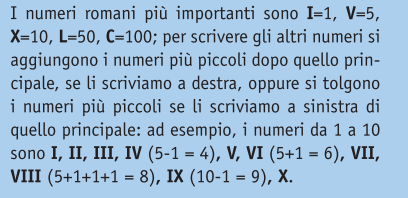 I numeri romani più importanti sono I=1, V=5,
X=10, L=50, C=100; per scrivere gli altri numeri si
aggiungono i numeri più piccoli dopo quello prin-
cipale, se li scriviamo a destra, oppure si tolgono
i numeri più piccoli se li scriviamo a sinistra di
quello principale: ad esempio, i numeri da 1 a 10
sono I, II, III, IV (5-1 = 4), V, VI (5+1 = 6), VII,
VIII (5+1+1+1 = 8), IX (10-1 = 9), X.